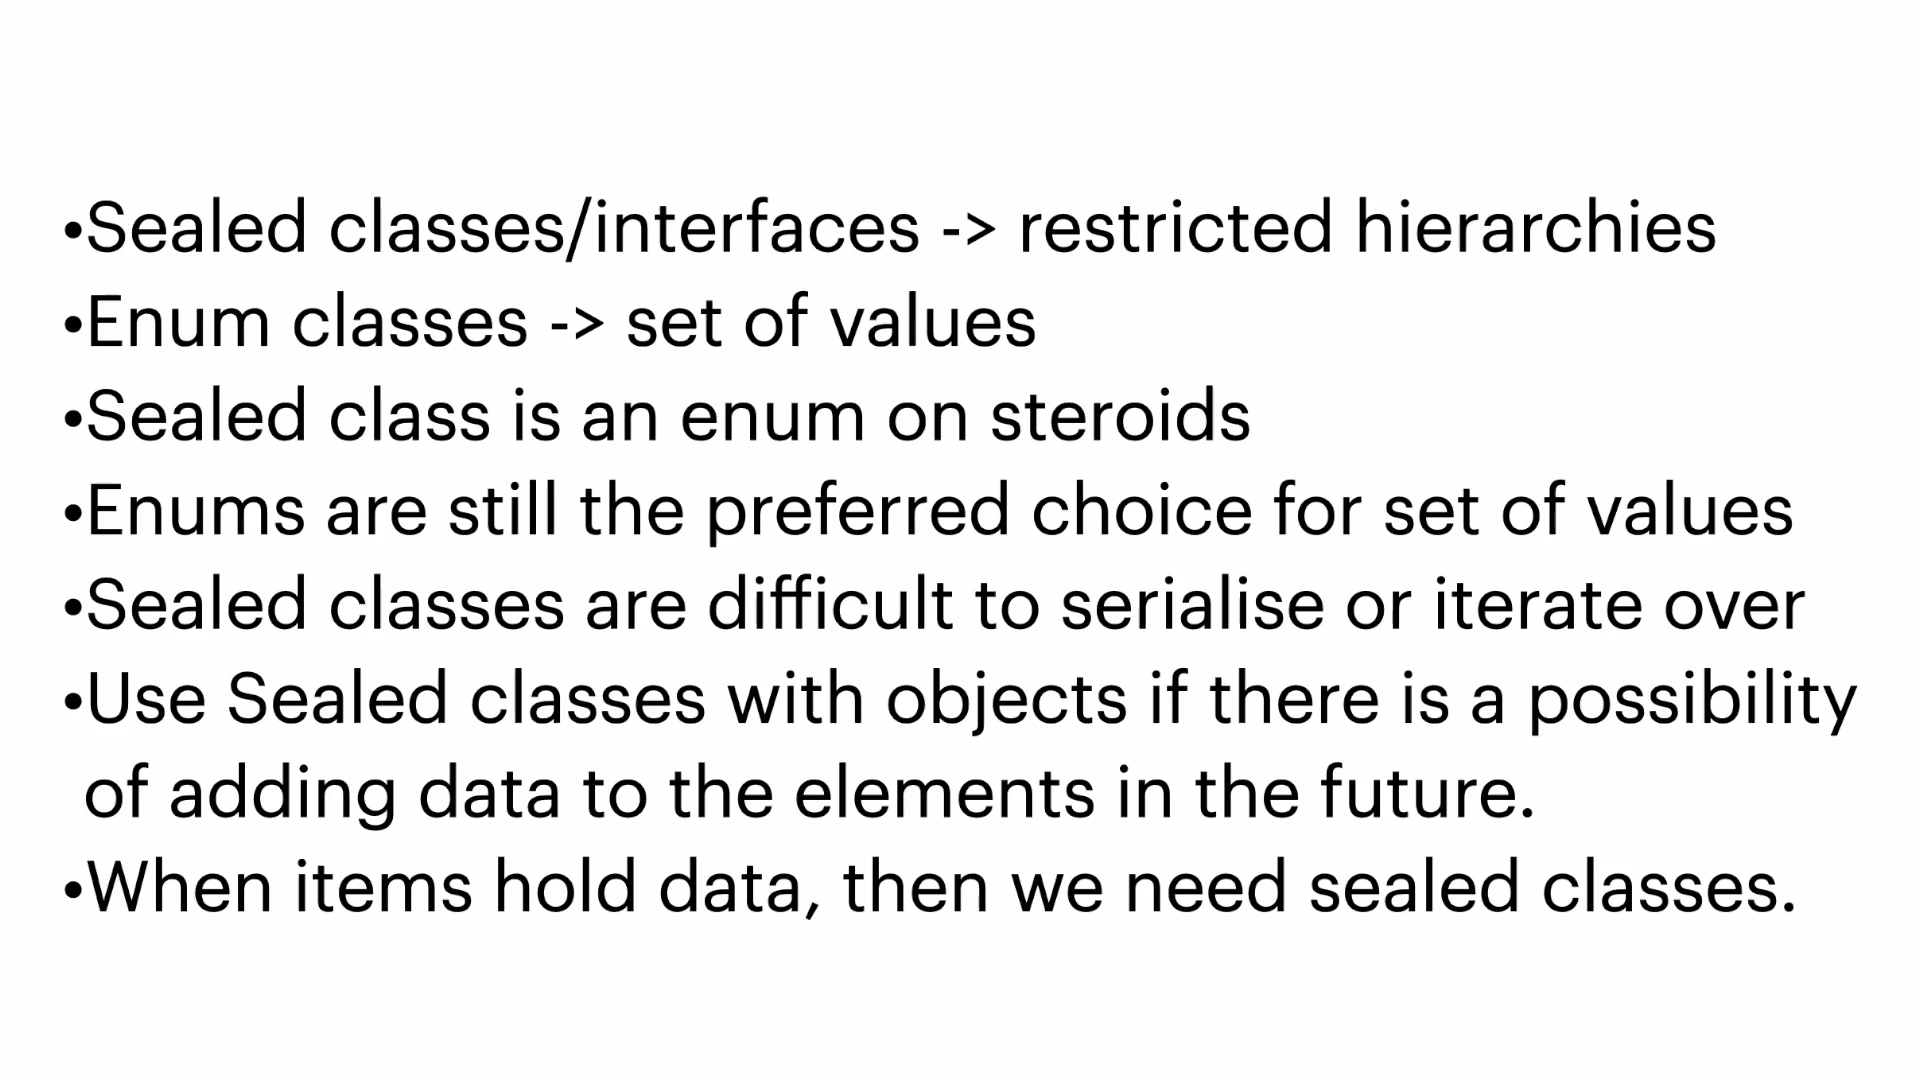 •Sealed classes/interfaces -> restricted hierarchies
•Enum classes -> set of values
•Sealed class is an enum on steroids
•Enums are still the preferred choice for set of values
•Sealed classes are difficult to serialise or iterate over
•Use Sealed classes with objects if there is a possibility
of adding data to the elements in the future.
•When items hold data, then we need sealed classes.